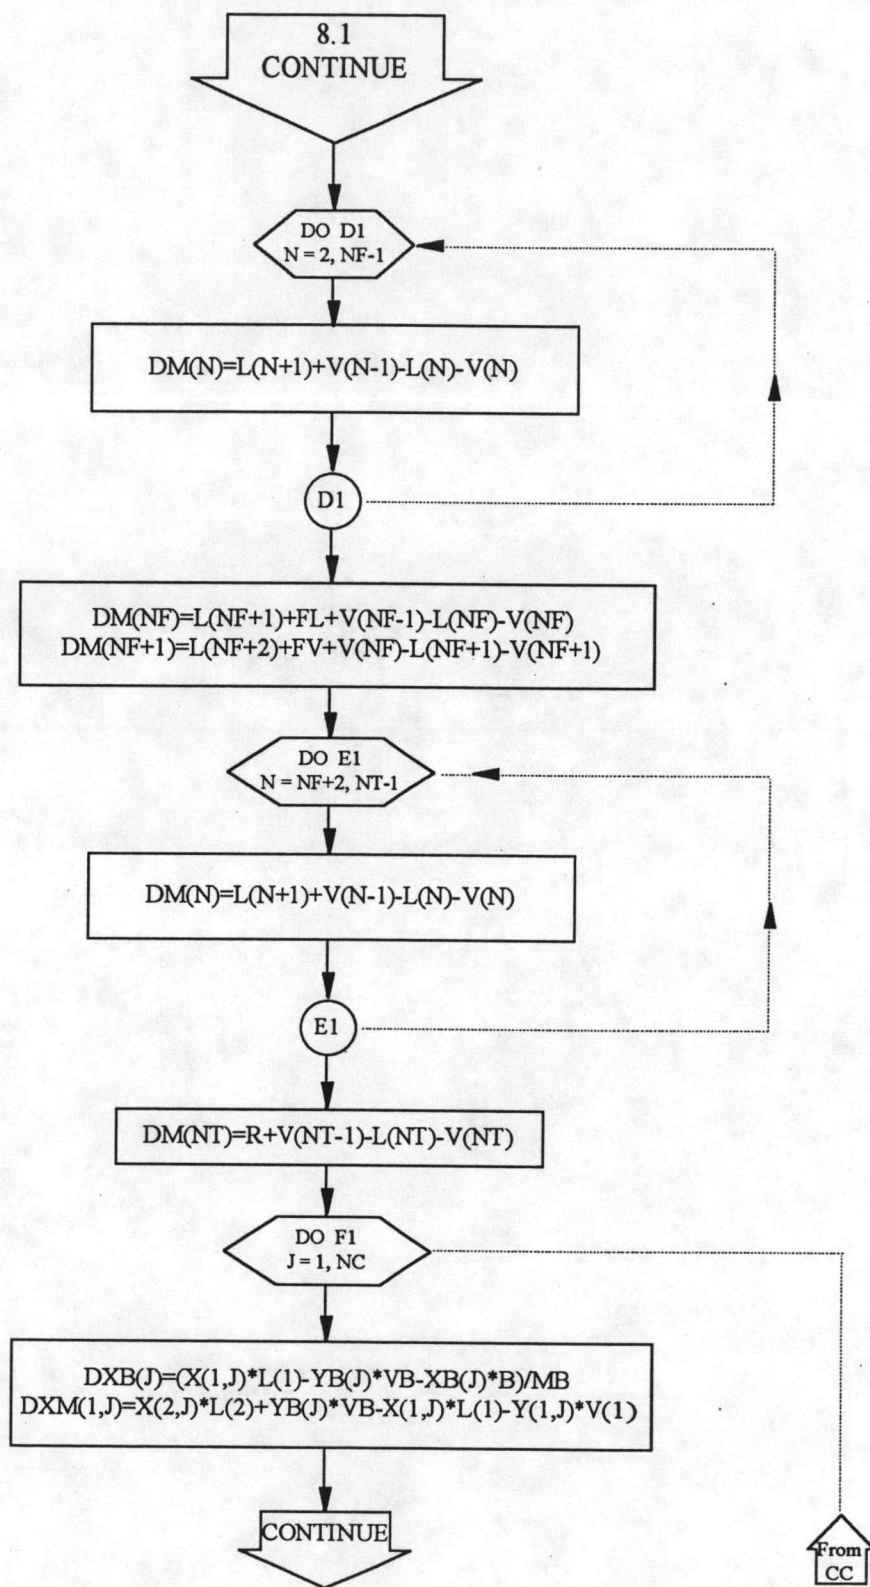 8.1
CONTINUE
DO D1
N = 2, NF-1
DM(N)=L(N+1)+V(N-1)-L(N)-V(N)
D1
DM(NF)=L(NF+1)+FL+V(NF-1)-L(NF)-V(NF)
DM(NF+1)=L(NF+2)+FV+V(NF)-L(NF+1)-V(NF+1)
DO E1
N = NF+2, NT-1
DM(N)=L(N+1)+V(N-1)-L(N)-V(N)
E1
DM(NT)=R+V(NT-1)-L(NT)-V(NT)
DO F1
J = 1, NC
DXB(J)=(X(1,J)*L(1)-YB(J)*VB-XB(J)*B)/MB
DXM(1,J)=X(2,J)*L(2)+YB(J)*VB-X(1,J)*L(1)-Y(1,J)*V(1)
CONTINUE
From
CC